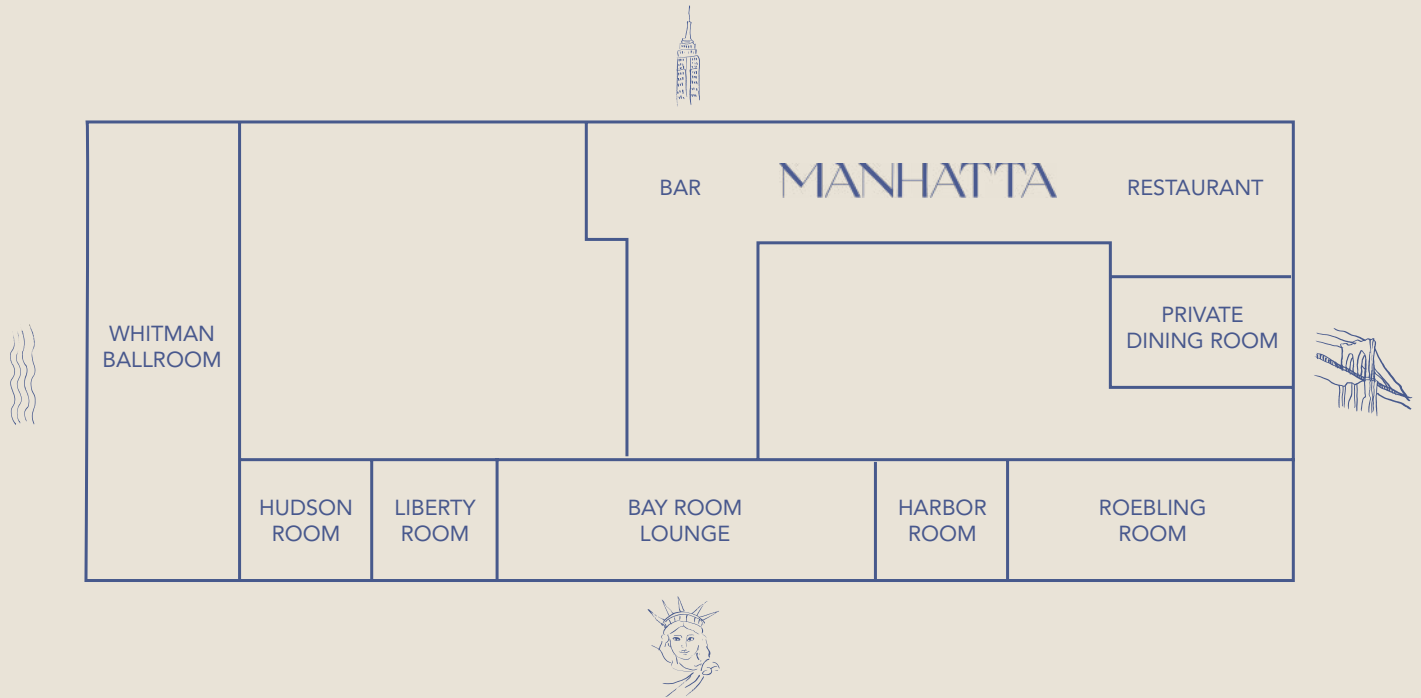 BAR
MANHATTA
RESTAURANT
WHITMAN
BALLROOM
PRIVATE
DINING ROOM
HUDSON
ROOM
LIBERTY
ROOM
BAY ROOM
LOUNGE
HARBOR
ROOM
ROEBLING
ROOM